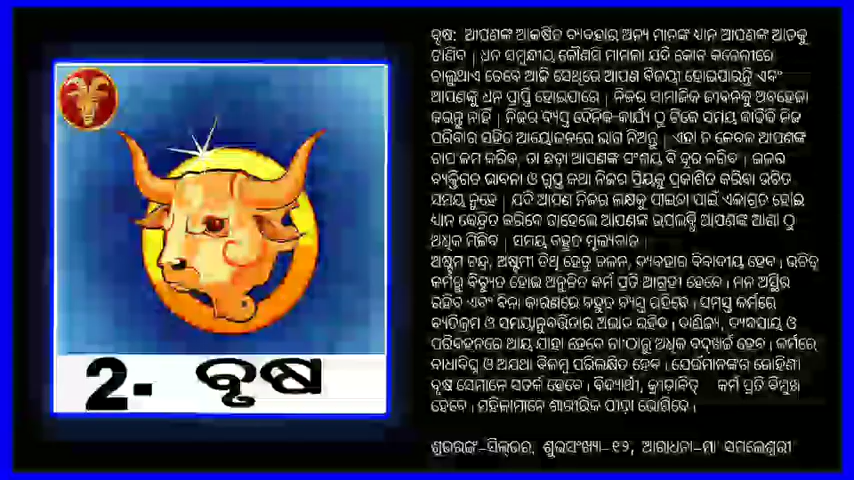 2- ବୃଷ
ବୃଷ: ଆପଣଙ୍କ ଆକର୍ଷିତ ବ୍ୟବହାର ଅନ୍ୟ ମାନଙ୍କ ଧ୍ୟାନ ଆପଣଙ୍କ ଆଡକୁ
ଟାଣିବ | ଧନ ସମ୍ବନ୍ଧୀୟ କୌଣସି ମାମଲା ଯଦି କୋର୍ଟ କଚେରୀରେ
ଚାଲୁଥାଏ ତେବେ ଆଜି ସେଥିରେ ଆପଣ ବିଜୟୀ ହୋଇପାରନ୍ତି ଏବଂ
ଆପଣଙ୍କୁ ଧନ ପ୍ରାପ୍ତି ହୋଇପାରେ | ନିଜର ସାମାଜିକ ଜୀବନକୁ ଅବହେଳା
କରନ୍ତୁ ନାହିଁ | ନିଜର ବ୍ୟସ୍ତ ଦୈନିକ-କାର୍ଯ୍ୟ ଠୁ ଟିକେ ସମୟ କାଢିକି ନିଜ
ପରିବାର ସହିତ ଆୟୋଜନରେ ଭାଗ ନିଅନ୍ତୁ | ଏହା ନ କେବଳ ଆପଣଙ୍କ
ଚାପ କମ କରିବ, ତା ଛଡ଼ା ଆପଣଙ୍କ ସଂଶୟ ବି ଦୂର କରିବ | ନିଜର
ବ୍ୟକ୍ତିଗତ ଭାବନା ଓ ଗୁପ୍ତ କଥା ନିଜର ପ୍ରିୟକୁ ପ୍ରକାଶିତ କରିବା ଉଚିତ
ସମୟ ନୁହେଁ | ଯଦି ଆପଣ ନିଜର ଲକ୍ଷକୁ ପାଇବା ପାଇଁ ଏକାଗ୍ରତ ହୋଇ
ଧ୍ୟାନ କେନ୍ଦ୍ରିତ କରିବେ ତାହେଲେ ଆପଣଙ୍କ ଉପଲବ୍ଧି ଆପଣଙ୍କ ଆଶା ଠୁ
ଅଧିକ ମିଳିବ | ସମୟ ବହୁତ ମୂଲ୍ୟବାନ |
ଅଷ୍ଟମ ଚନ୍ଦ୍ର, ଅଷ୍ଟମୀ ତିଥି ହେତୁ ଚଳନ, ବ୍ୟବହାର ବିବାଦୀୟ ହେବ | ଉଚିତ୍
କର୍ମରୁ ବିଚ୍ୟୁତ ହୋଇ ଅନୁଚିତ କର୍ମ ପ୍ରତି ଆଗ୍ରହୀ ହେବେ | ମନ ଅସ୍ଥିର
ରହିବ ଏବଂ ବିନା କାରଣରେ ବହୁତ ବ୍ୟସ୍ତ ରହିବେ | ସମସ୍ତ କର୍ମରେ
ବ୍ୟତିକ୍ରମ ଓ ସମୟାନୁବର୍ତ୍ତିତାର ଅଭାବ ରହିବ | ବାଣିଜ୍ୟ, ବ୍ୟବସାୟ ଓ
ପରିବହନରେ ଆୟ ଯାହା ହେବେ ତା'ଠାରୁ ଅଧିକ ବଦ୍‌ଖର୍ଚ୍ଚ ହେବ | କର୍ମରେ
ବାଧାବିଘ୍ନ ଓ ଅଯଥା ବିଳମ୍ବ ପରିଲକ୍ଷିତ ହେବ | ଯେଉଁମାନଙ୍କର ରୋହିଣୀ
ବୃଷ ସେମାନେ ସତର୍କ ହେବେ | ବିଦ୍ୟାର୍ଥୀ, କ୍ରୀଡାବିତ୍ କର୍ମ ପ୍ରତି ବିମୁଖ
ହେବେ | ମହିଳାମାନେ ଶାରୀରିକ ପୀଡ଼ା ଭୋଗିବେ |
ଶୁଭରଙ୍ଗ-ସିଲ୍‌ଭର, ଶୁଭସଂଖ୍ୟା-୧୨, ଆରାଧନା-ମା ସମଲେଶ୍ବରୀ